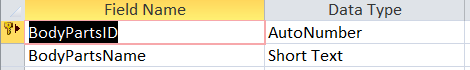 Field Name Data Type
BodyPartsID AutoNumber
BodyPartsName Short Text